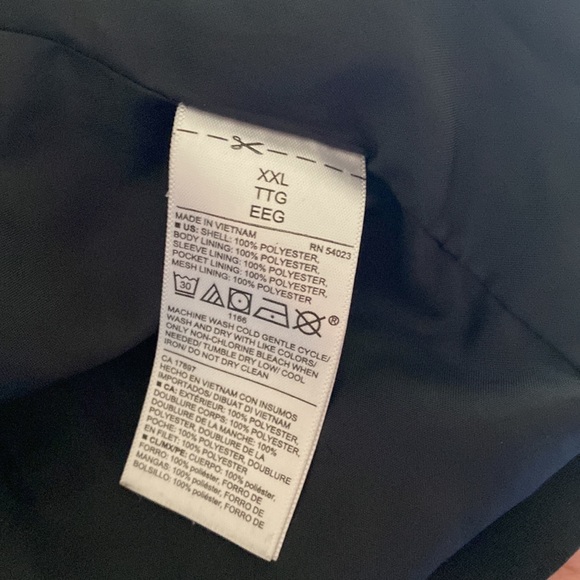 XXL
TTG
EEG
MADE IN VIETNAM RN 54023
■ US: SHELL: 100% POLYESTER,
BODY LINING: 100% POLYESTER,
SLEEVE LINING: 100% POLYESTER,
POCKET LINING: 100% POLYESTER,
MESH LINING: 100% POLYESTER
30 ®
1166
MACHINE WASH COLD GENTLE CYCLE/
WASH AND DRY WITH LIKE COLORS/
ONLY NON-CHLORINE BLEACH WHEN
NEEDED/ TUMBLE DRY LOW/ COOL
IRON/ DO NOT DRY CLEAN
CA 17897
HECHO EN VIETNAM CON INSUMOS
IMPORTADOS/ DIBUAT DI VIETNAM
■ CA: EXTÉRIEUR: 100% POLYESTER,
DOUBLURE CORPS: 100% POLYESTER,
DOUBLURE DE LA MANCHE: 100%
POLYESTER, DOUBLURE DE LA
POCHE: 100% POLYESTER, DOUBLURE
EN FILET: 100% POLYESTER
■ CL/MX/PE: CUERPO: 100% poliéster,
FORRO: 100% poliéster, FORRO DE
MANGAS: 100% poliéster, FORRO DE
BOLSILLO: 100% poliéster, FORRO DE